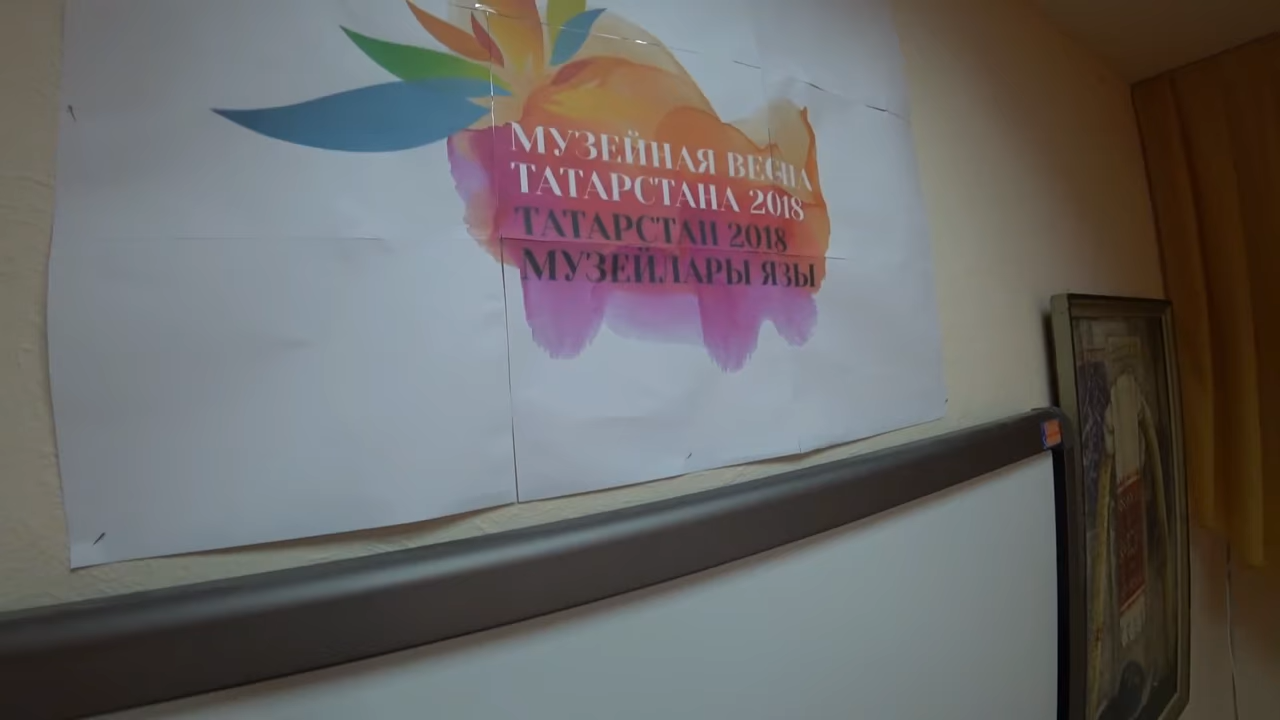 МУЗЕЙНАЯ ВЕСНА
ТАТАРСТАНА 2018
ТАТАРСТАН 2018
МУЗЕЙЛАРЫ ЯЗЫ